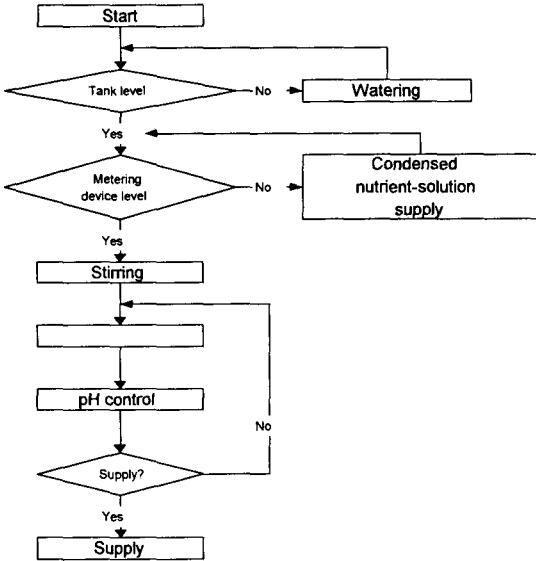 Start
Tank level
No
Watering
Yes
Metering
device level
No
Condensed
nutrient-solution
supply
Yes
Stirring
pH control
No
Supply?
Yes
Supply